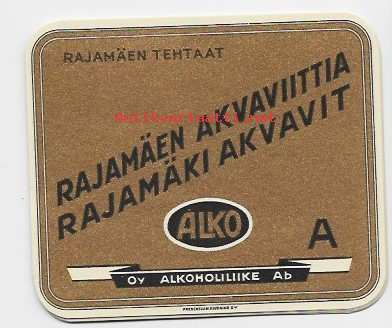 RAJAMÄEN TEHTAAT
RAJAMÄEN AKVAVIITTIA
RAJAMÄKI AKVAVIT
ALKO
A
OY ALKOHOLILIIKE Ab